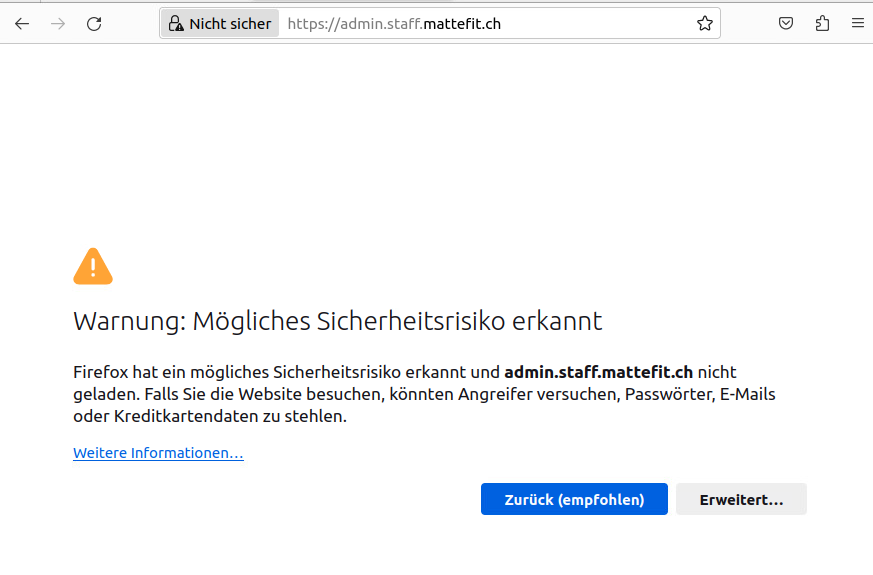 Nicht sicher https://admin.staff.mattefit.ch
Warnung: Mögliches Sicherheitsrisiko erkannt
Firefox hat ein mögliches Sicherheitsrisiko erkannt und admin.staff.mattefit.ch nicht
geladen. Falls Sie die Website besuchen, könnten Angreifer versuchen, Passwörter, E-Mails
oder Kreditkartendaten zu stehlen.
Weitere Informationen…
Zurück (empfohlen) Erweitert…